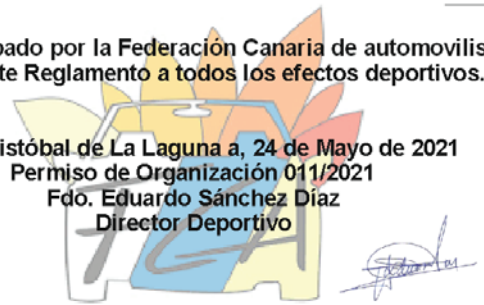 bado por la Federación Canaria de automovilis
te Reglamento a todos los efectos deportivos.
istóbal de La Laguna a, 24 de Mayo de 2021
Permiso de Organización 011/2021
Fdo. Eduardo Sánchez Díaz
Director Deportivo
FCA